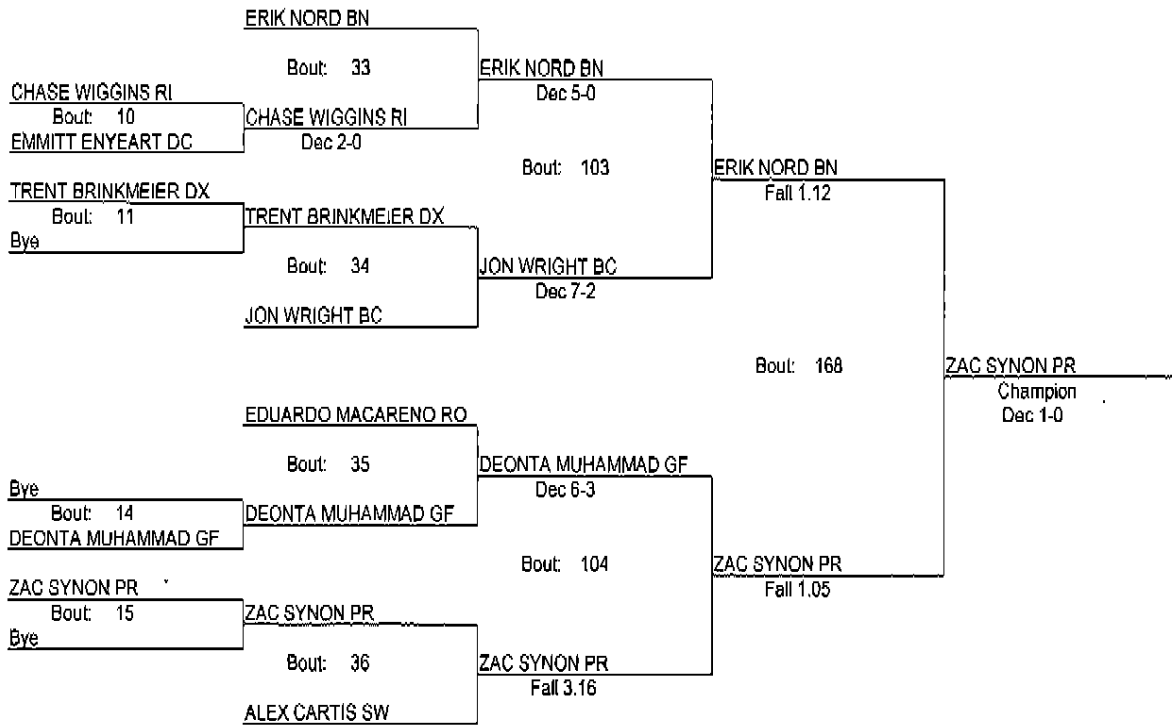 ERIK NORD BN
Bout: 33
CHASE WIGGINS RI
Bout: 10
EMMITT ENYEART DC
CHASE WIGGINS RI
Dec 2-0
ERIK NORD BN
Dec 5-0
Bout: 103
TRENT BRINKMEIER DX
Bout: 11
Bye
TRENT BRINKMEIER DX
Bout: 34
JON WRIGHT BC
JON WRIGHT BC
Dec 7-2
ERIK NORD BN
Fall 1.12
Bout: 168
ZAC SYNON PR
Champion
Dec 1-0
EDUARDO MACARENO RO
Bout: 35
Bye
Bout: 14
DEONTA MUHAMMAD GF
DEONTA MUHAMMAD GF
DEONTA MUHAMMAD GF
Dec 6-3
Bout: 104
ZAC SYNON PR
Bout: 15
Bye
ZAC SYNON PR
Bout: 36
ALEX CARTIS SW
ZAC SYNON PR
Fall 3.16
ZAC SYNON PR
Fall 1.05